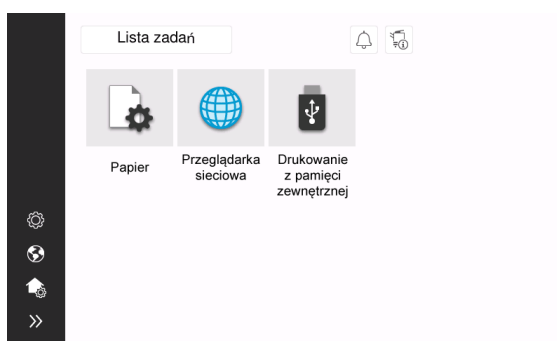 Lista zadań
Papier
Przeglądarka
sieciowa
Drukowanie
z pamięci
zewnętrznej